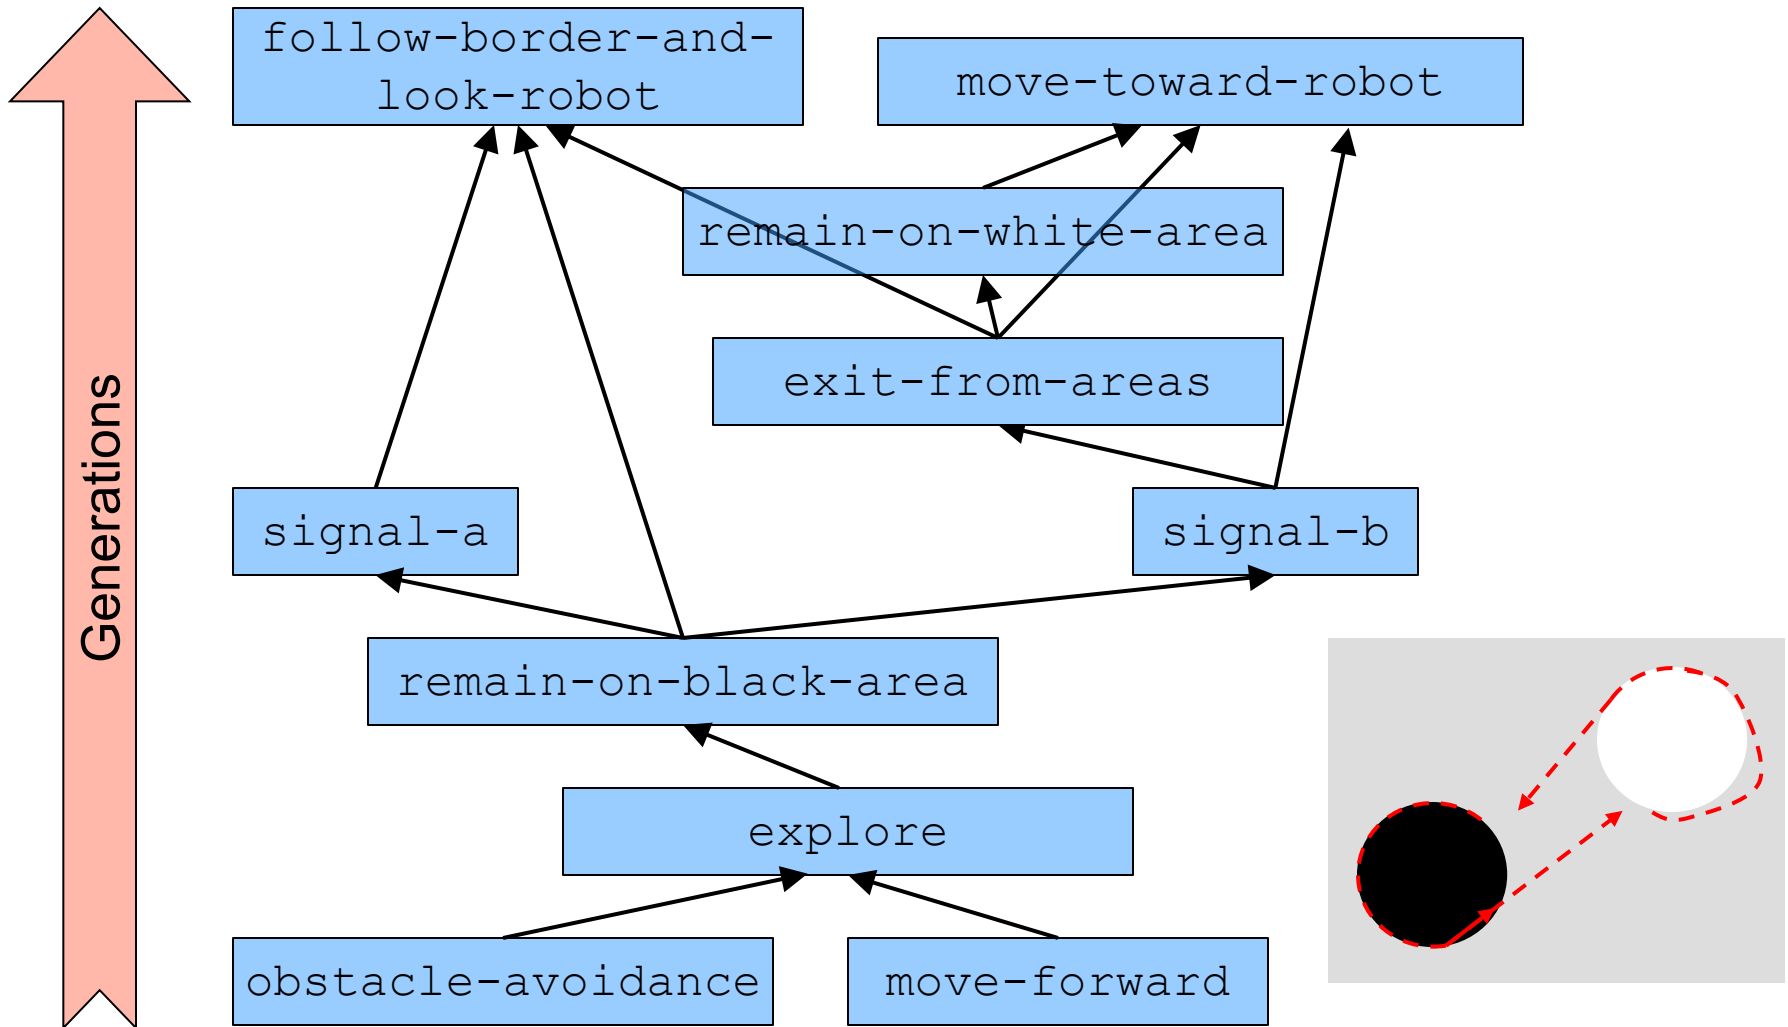 follow-border-and-
look-robot
move-toward-robot
remain-on-white-area
exit-from-areas
signal-a
signal-b
remain-on-black-area
explore
obstacle-avoidance
move-forward
Generations